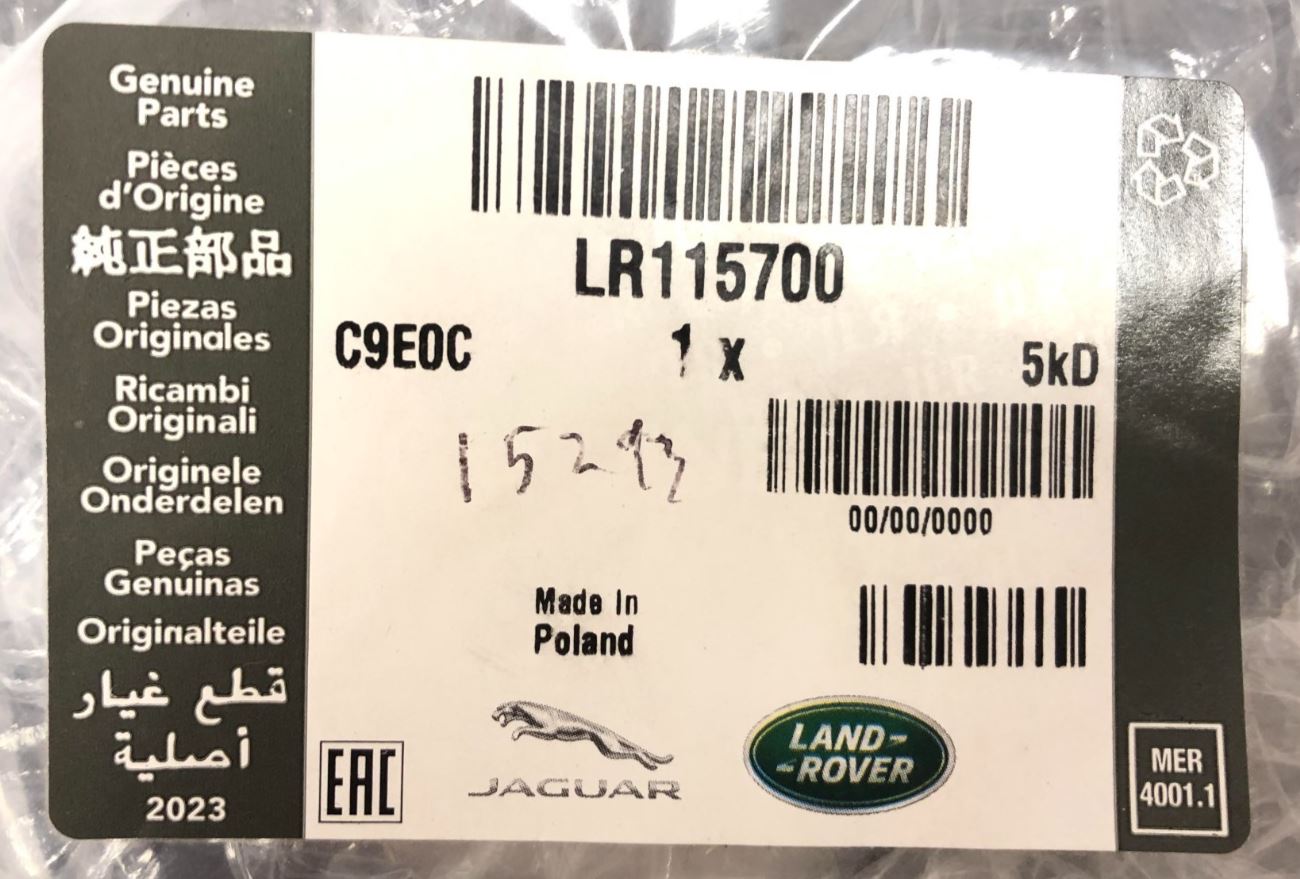 Genuine
Parts
Pièces
d'Origine
純正部品
Piezas
Originales
Ricambi
Originali
Originele
Onderdelen
Peças
Genuinas
Originalteile
قطع غيار
أصلية
2023
LR115700
C9E0C 1 X 5kD
00/00/0000
Made In
Poland
EAC
JAGUAR
LAND-
-ROVER
MER
4001.1